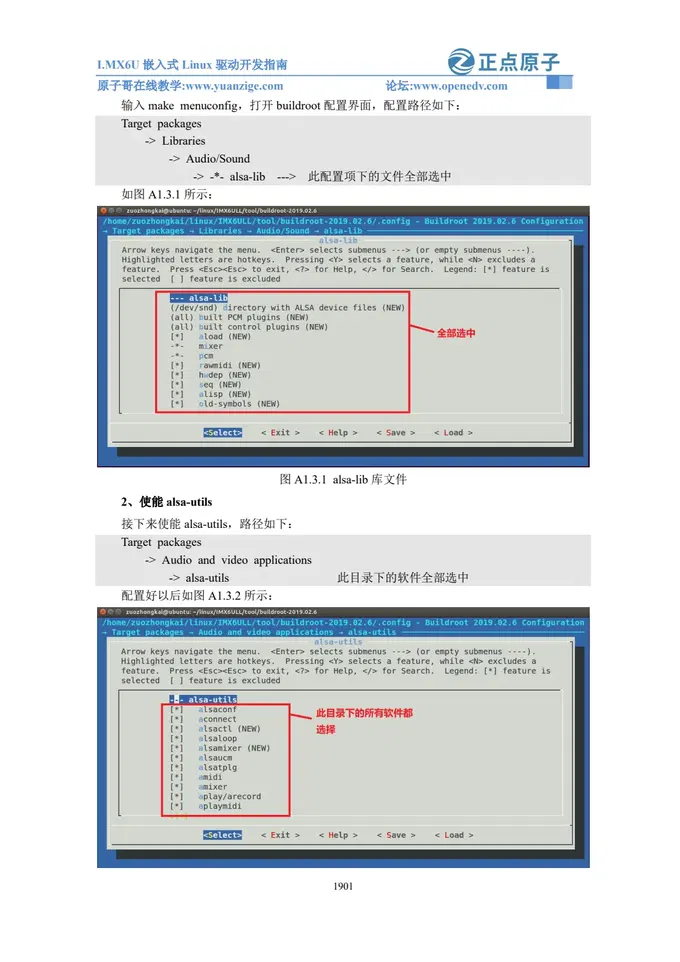 I.MX6U 嵌入式 Linux 驱动开发指南
正点原子
原子哥在线教学:www.yuanzige.com 论坛:www.openedv.com
输入 make menuconfig，打开 buildroot 配置界面，配置路径如下：
Target packages
-> Libraries
-> Audio/Sound
-> -*- alsa-lib ---> 此配置项下的文件全部选中
如图 A1.3.1 所示：
zuozhongkai@ubuntu: ~/linux/IMX6ULL/tool/buildroot-2019.02.6
/home/zuozhongkai/linux/IMX6ULL/tool/buildroot-2019.02.6/.config - Buildroot 2019.02.6 Configuration
→ Target packages → Libraries → Audio/Sound → alsa-lib
alsa-lib
Arrow keys navigate the menu. <Enter> selects submenus ---> (or empty submenus ----).
Highlighted letters are hotkeys. Pressing <Y> selects a feature, while <N> excludes a
feature. Press <Esc><Esc> to exit, <?> for Help, </> for Search. Legend: [*] feature is
selected [ ] feature is excluded
--- alsa-lib
(/dev/snd) directory with ALSA device files (NEW)
(all) built PCM plugins (NEW)
(all) built control plugins (NEW)
[*] aload (NEW)
-*- mixer
-*- pcm
[*] rawmidi (NEW)
[*] hwdep (NEW)
[*] seq (NEW)
[*] alisp (NEW)
[*] old-symbols (NEW)
全部选中
<Select> < Exit > < Help > < Save > < Load >
图 A1.3.1 alsa-lib 库文件
2、使能 alsa-utils
接下来使能 alsa-utils，路径如下：
Target packages
-> Audio and video applications
-> alsa-utils 此目录下的软件全部选中
配置好以后如图 A1.3.2 所示：
zuozhongkai@ubuntu: ~/linux/IMX6ULL/tool/buildroot-2019.02.6
/home/zuozhongkai/linux/IMX6ULL/tool/buildroot-2019.02.6/.config - Buildroot 2019.02.6 Configuration
→ Target packages → Audio and video applications → alsa-utils
alsa-utils
Arrow keys navigate the menu. <Enter> selects submenus ---> (or empty submenus ----).
Highlighted letters are hotkeys. Pressing <Y> selects a feature, while <N> excludes a
feature. Press <Esc><Esc> to exit, <?> for Help, </> for Search. Legend: [*] feature is
selected [ ] feature is excluded
--- alsa-utils
[*] alsaconf
[*] aconnect
[*] alsactl (NEW)
[*] alsaloop
[*] alsamixer (NEW)
[*] alsaucm
[*] alsatplg
[*] amidi
[*] amixer
[*] aplay/arecord
[*] aplaymidi
此目录下的所有软件都
选择
<Select> < Exit > < Help > < Save > < Load >
1901